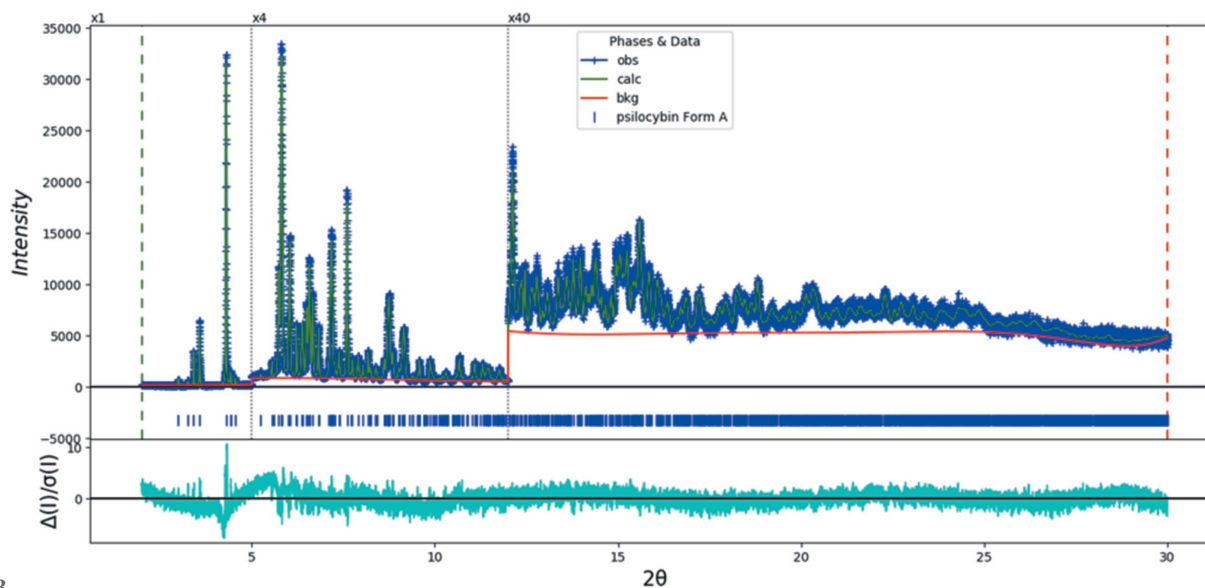 x1
x4
x40
Phases & Data
obs
calc
bkg
psilocybin Form A
Intensity
35000
30000
25000
20000
15000
10000
5000
0
−5000
Δ(I)/σ(I)
10
0
5
10
15
20
25
30
2θ